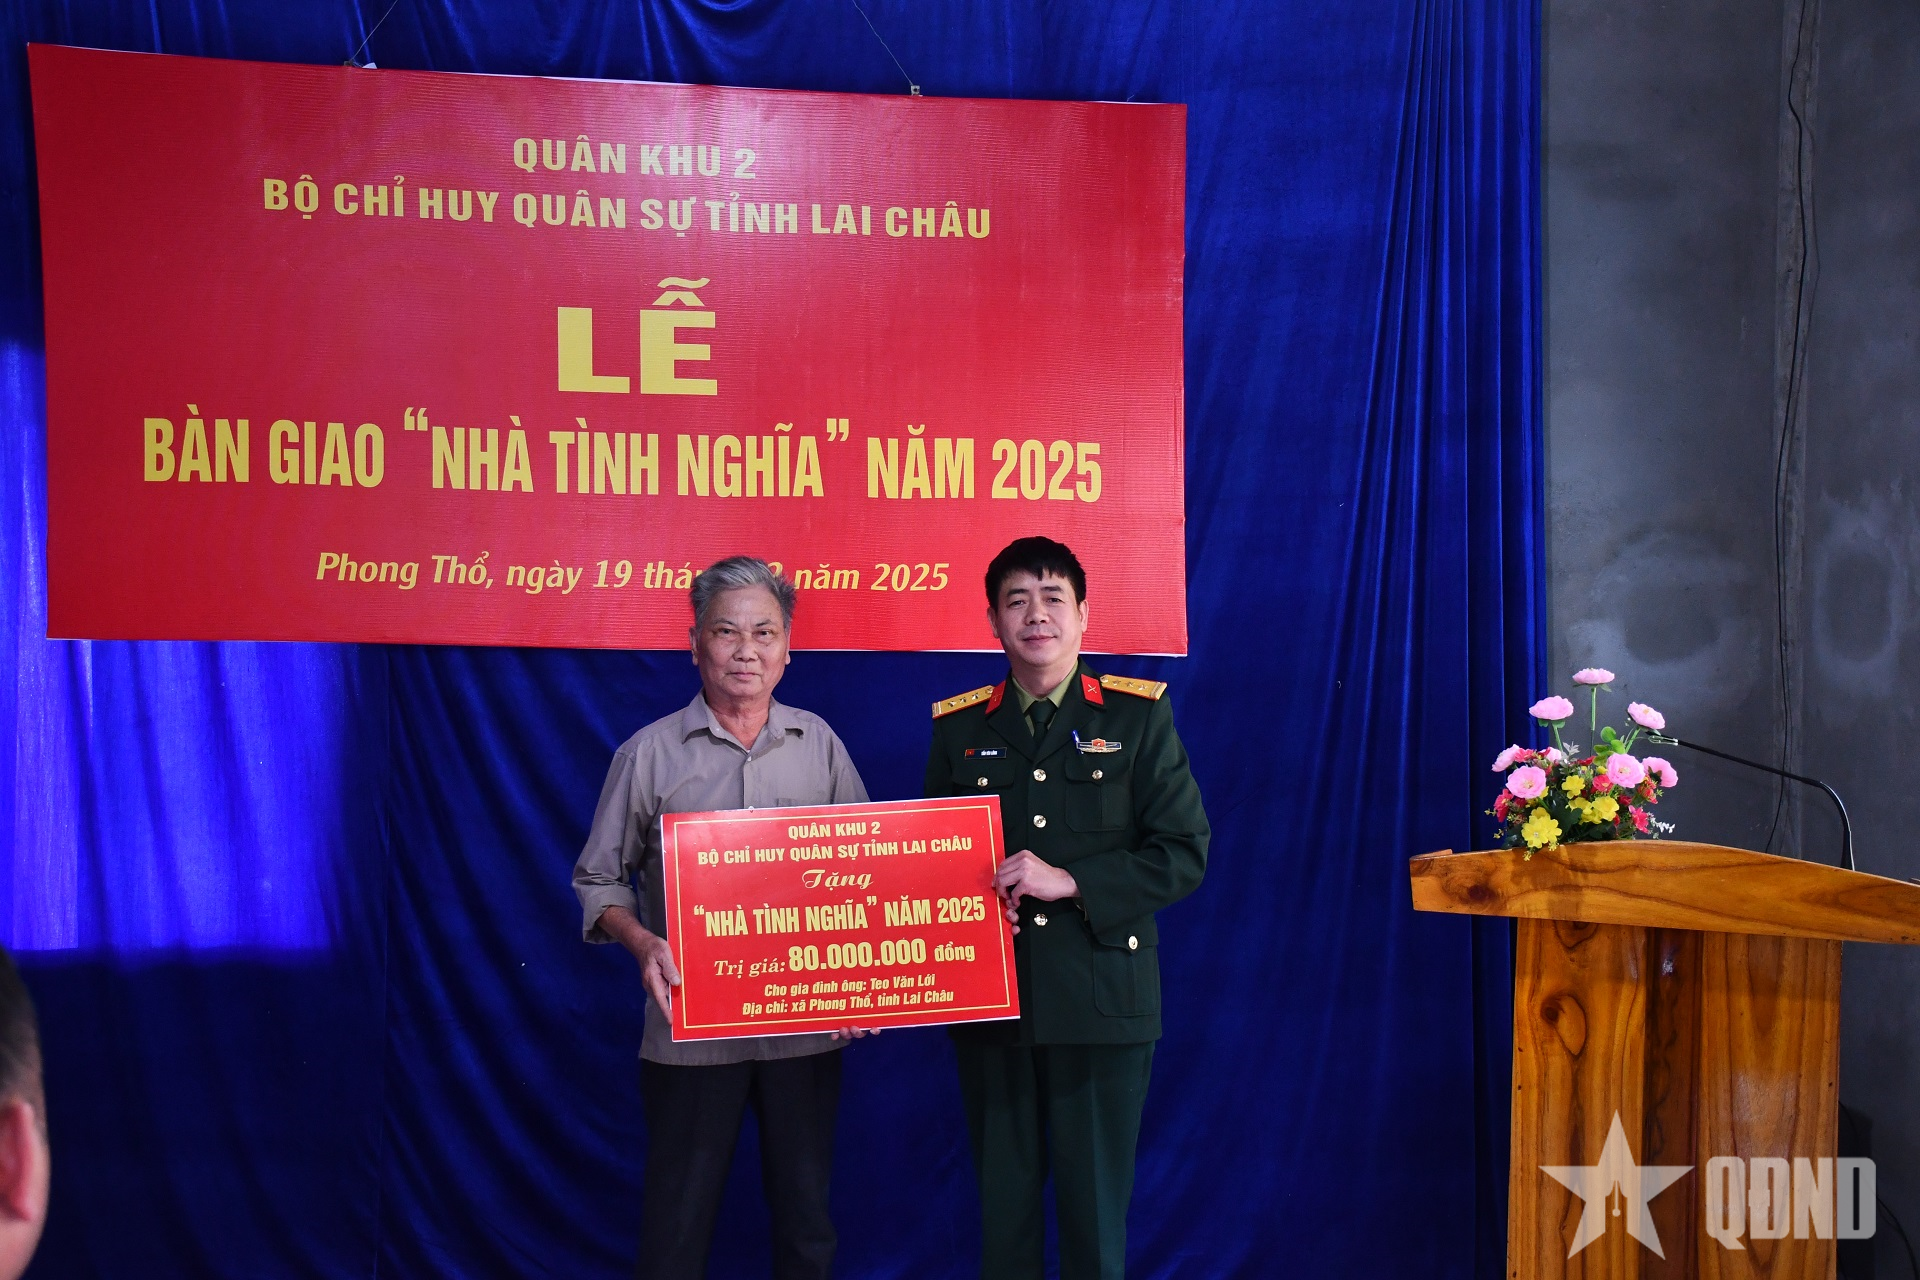 QUÂN KHU 2
BỘ CHỈ HUY QUÂN SỰ TỈNH LAI CHÂU
LỄ
BÀN GIAO “NHÀ TÌNH NGHĨA” NĂM 2025
Phong Thổ, ngày 19 thá 2 năm 2025
QUÂN KHU 2
BỘ CHỈ HUY QUÂN SỰ TỈNH LAI CHÂU
Tặng
“NHÀ TÌNH NGHĨA” NĂM 2025
Trị giá: 80.000.000 đồng
Cho gia đình ông: Teo Văn Lới
Địa chỉ: xã Phong Thổ, tỉnh Lai Châu
QĐND